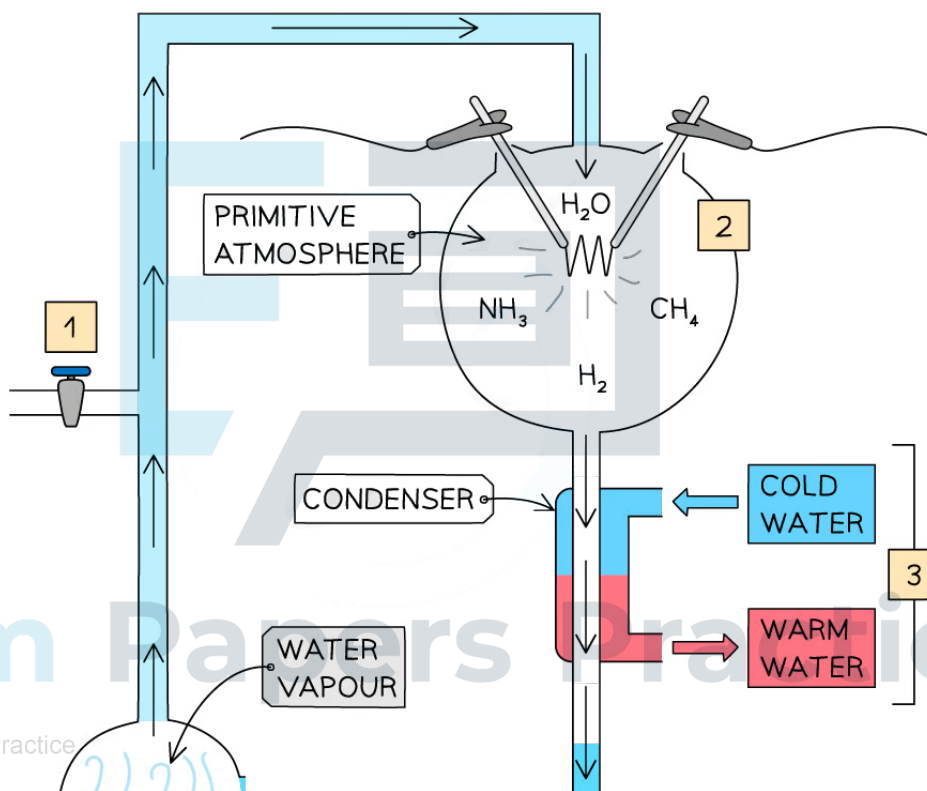 PRIMITIVE
ATMOSPHERE
H₂O
2
NH₃
CH₄
H₂
1
CONDENSER
COLD
WATER
3
WARM
WATER
WATER
VAPOUR
m Papers Practic
ractice